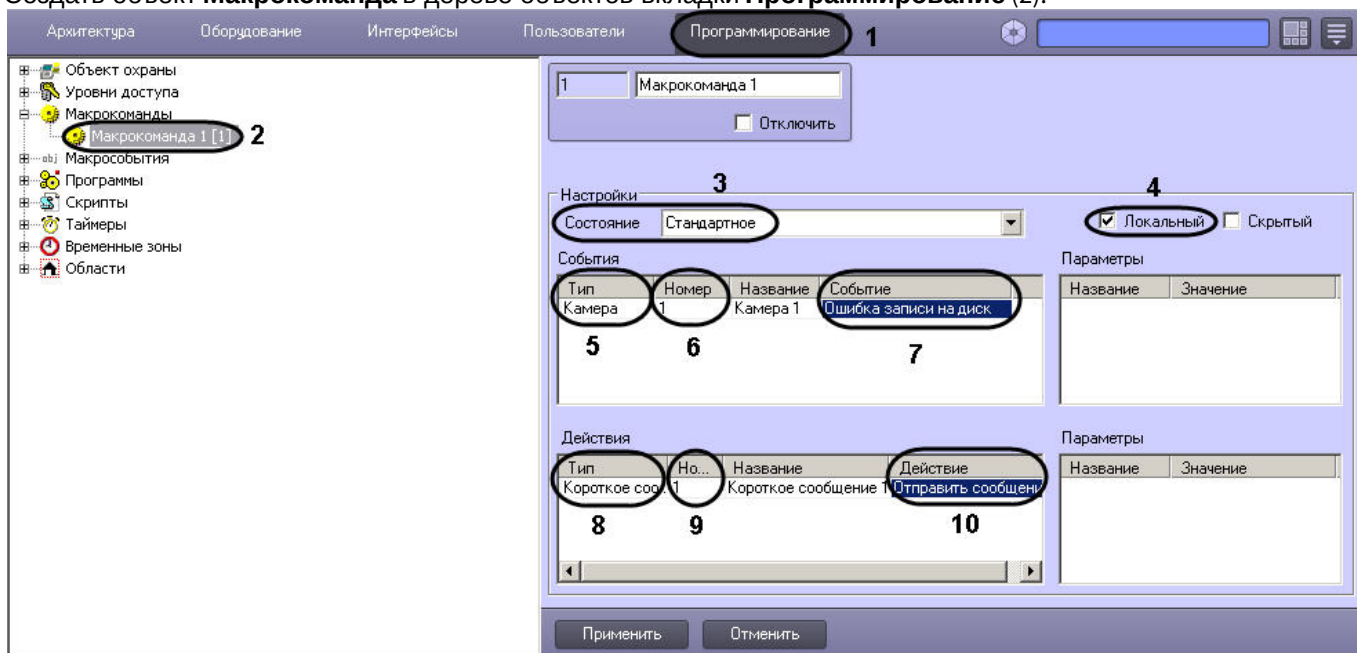 Создать объект Макрокоманда в дереве объектов вкладки Программирование (2).
Архитектура Оборудование Интерфейсы Пользователи Программирование 1
Объект охраны
Уровни доступа
Макрокоманды
Макрокоманда 1 [1] 2
obj Макрособытия
Программы
Скрипты
Таймеры
Временные зоны
Области
1 Макрокоманда 1
Отключить
3 4
Настройки
Состояние Стандартное Локальный Скрытый
События Параметры
Тип Номер Название Событие Название Значение
Камера 1 Камера 1 Ошибка записи на диск
5 6 7
Действия Параметры
Тип Но... Название Действие Название Значение
Короткое соо.. 1 Короткое сообщение 1 Отправить сообщени
8 9 10
Применить Отменить